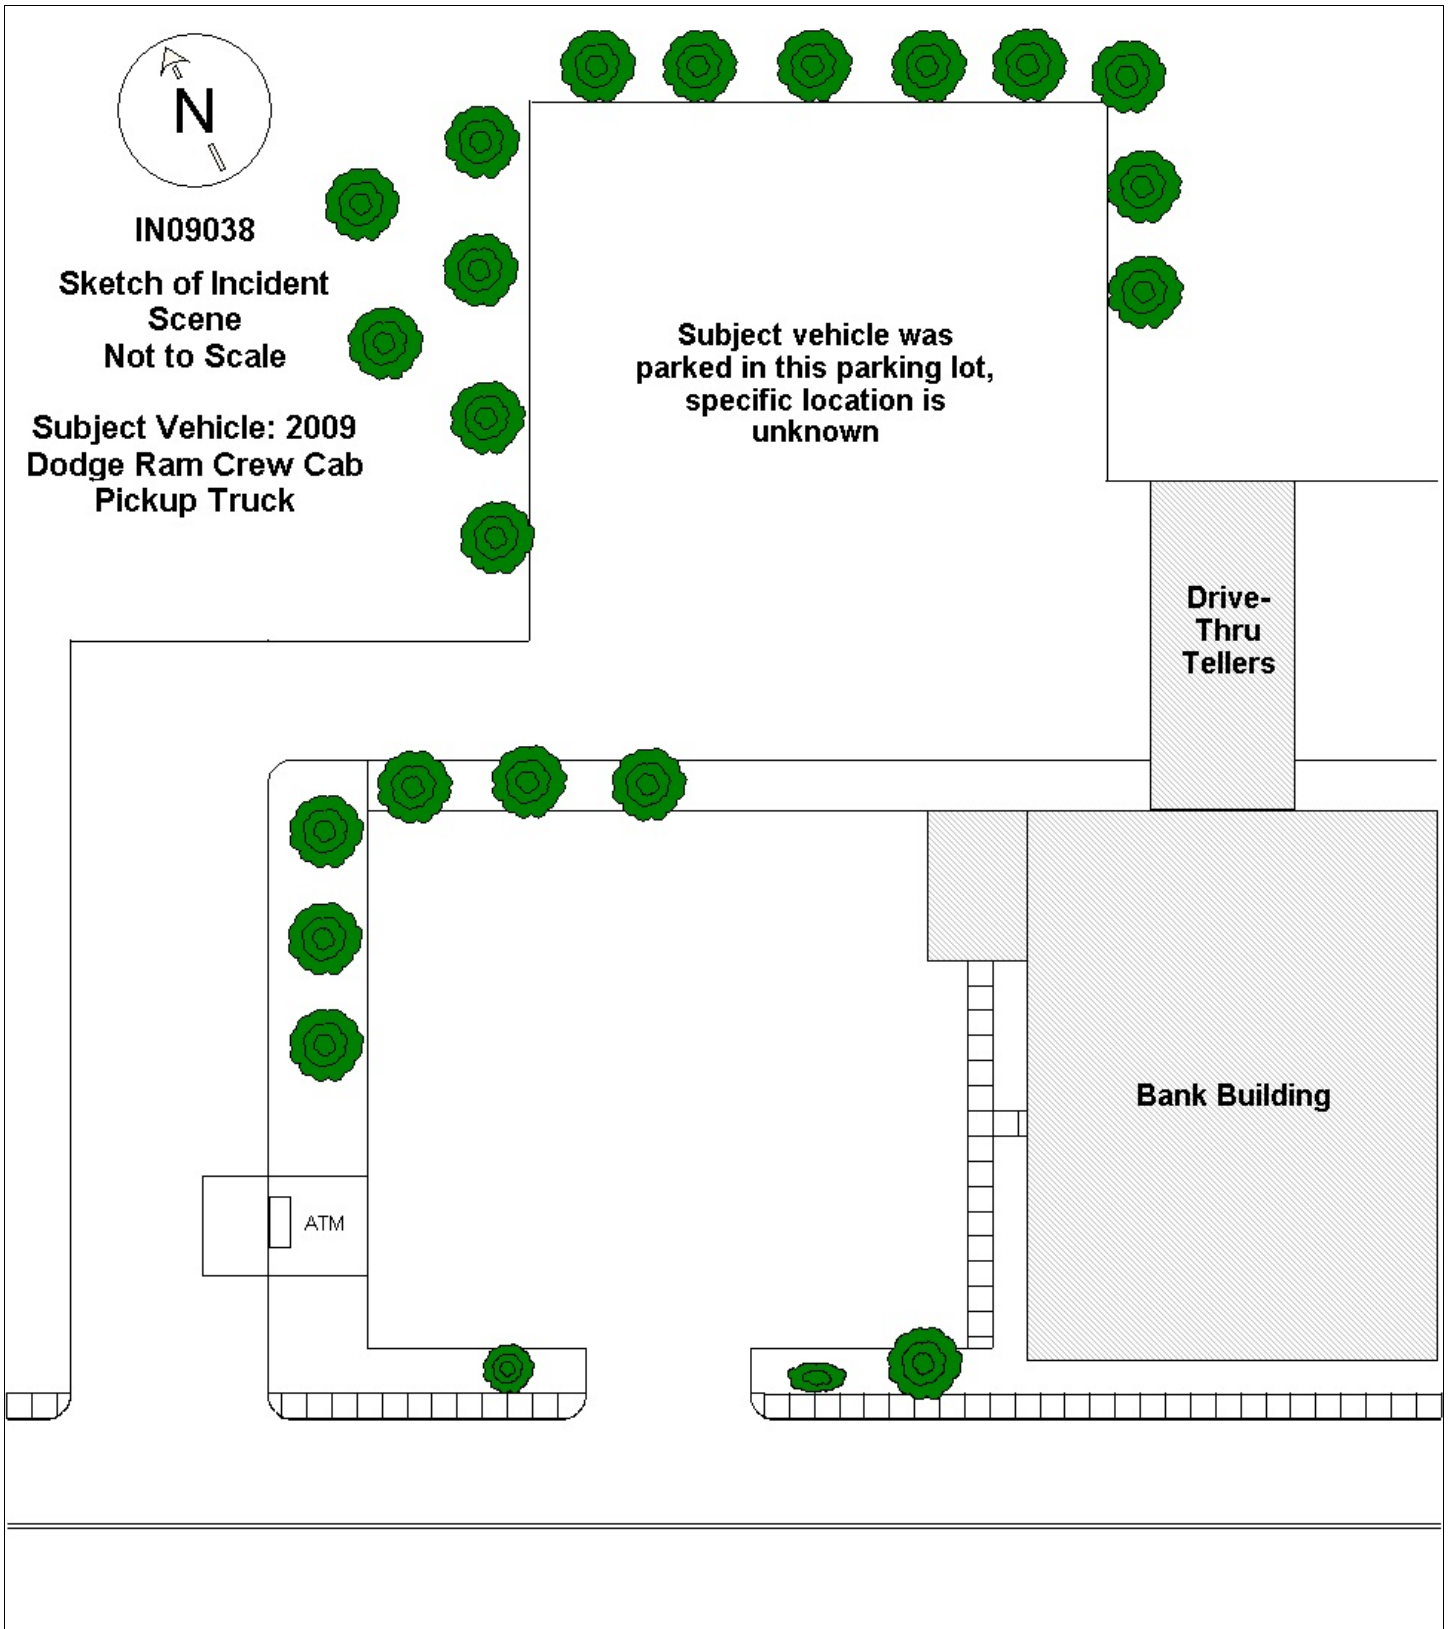 N
IN09038
Sketch of Incident
Scene
Not to Scale
Subject Vehicle: 2009
Dodge Ram Crew Cab
Pickup Truck
Subject vehicle was
parked in this parking lot,
specific location is
unknown
Drive-
Thru
Tellers
Bank Building
ATM